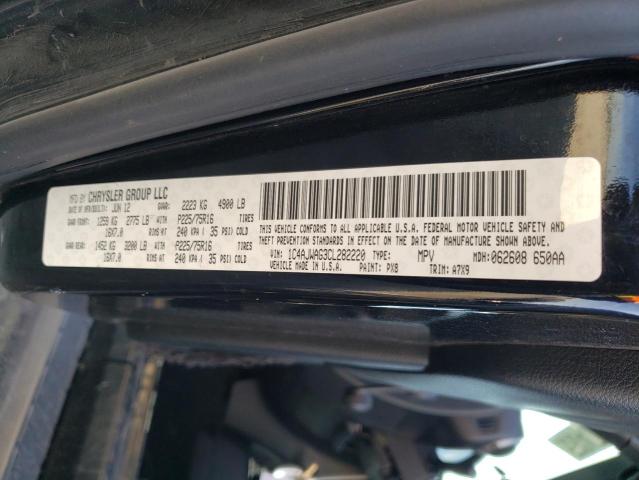 MFD BY CHRYSLER GROUP LLC
DATE OF MFR: JUN 12 GVWR: 2223 KG 4900 LB
GAWR FRONT: 1259 KG 2775 LB WITH P225/75R16 TIRES
16X7.0 RIMS AT 240 KPA / 35 PSI COLD
GAWR REAR: 1452 KG 3200 LB WITH P225/75R16 TIRES
16X7.0 RIMS AT 240 KPA / 35 PSI COLD
THIS VEHICLE CONFORMS TO ALL APPLICABLE U.S.A. FEDERAL MOTOR VEHICLE SAFETY AND THEFT PREVENTION STANDARDS IN EFFECT ON THE DATE OF MANUFACTURE SHOWN ABOVE.
VIN: 1C4AJWAG3CL282220 TYPE: MPV MDH: 062608 650AA
VEHICLE MADE IN U.S.A. PAINT: PX8 TRIM: A7X9